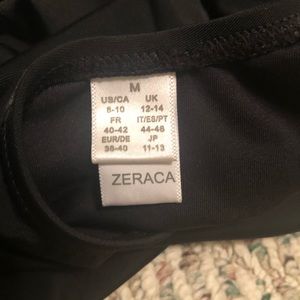 M
US/CA UK
8-10 12-14
FR IT/ES/PT
40-42 44-46
EUR/DE JP
38-40 11-13
ZERACA